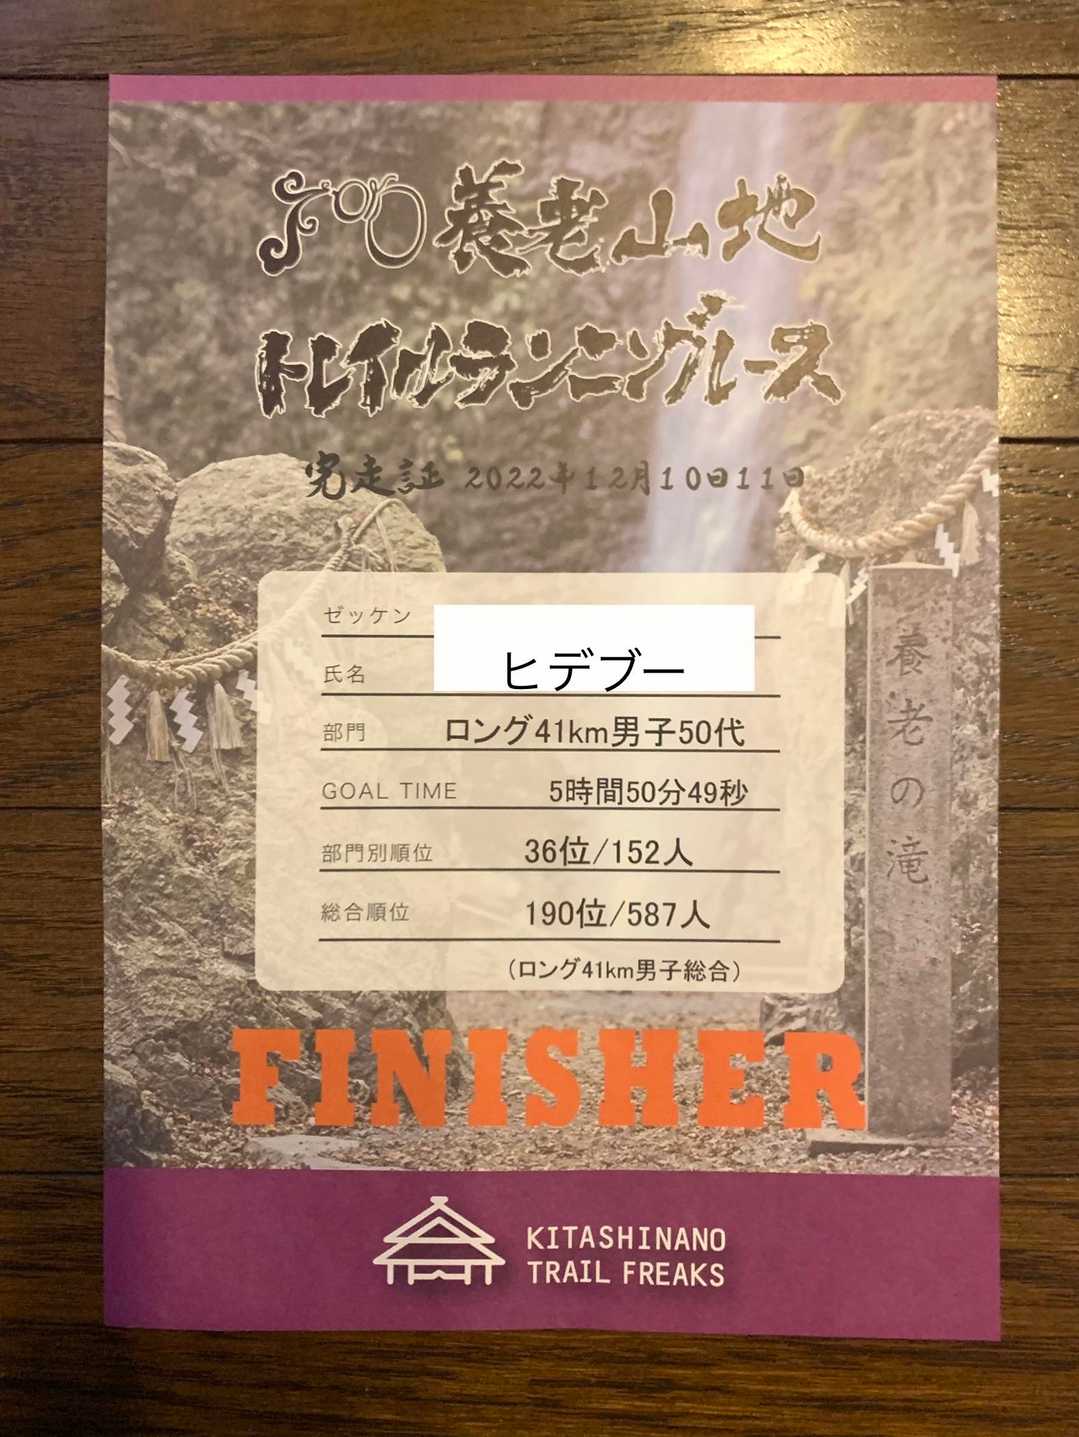 養老山地
トレイルランニングレース
完走証 2022年12月10日11日
ゼッケン
氏名 ヒデブー
部門 ロング41km男子50代
GOAL TIME 5時間50分49秒
部門別順位 36位/152人
総合順位 190位/587人
(ロング41km男子総合)
養老の滝
FINISHER
KITASHINANO
TRAIL FREAKS